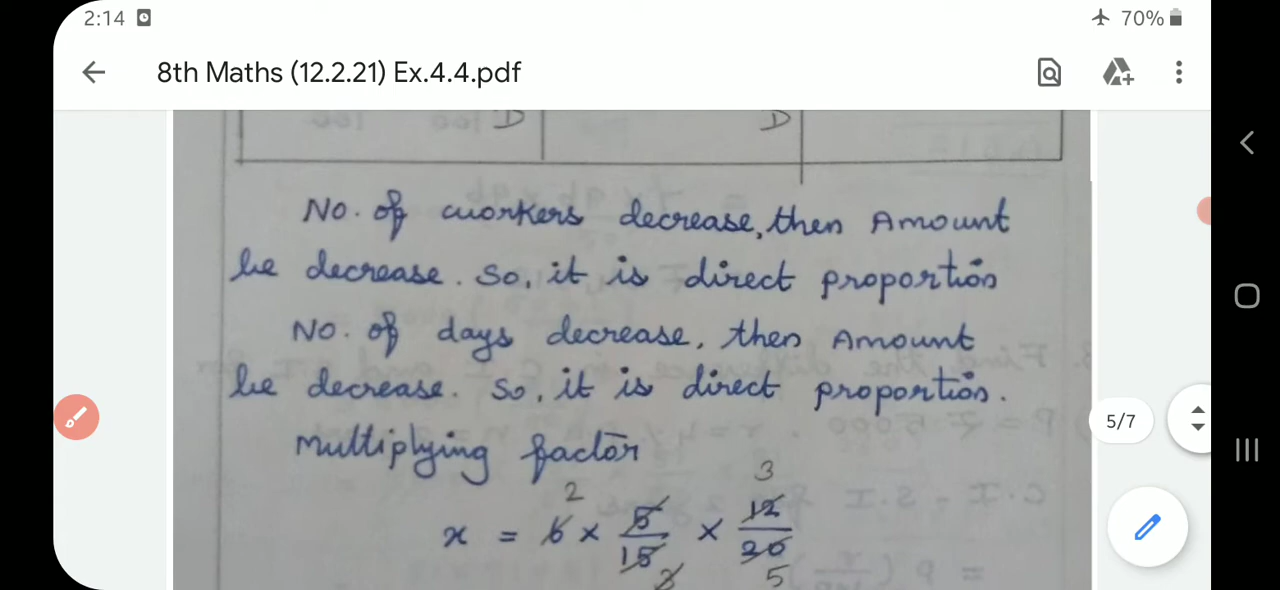 2:14
70%
8th Maths (12.2.21) Ex.4.4.pdf
D D
No. of workers decrease, then Amount
be decrease. So, it is direct proportion
No. of days decrease, then Amount
be decrease. So, it is direct proportion.
5/7
Multiplying factor
2 3
x = 6 × 5/15 × 12/20
3 5